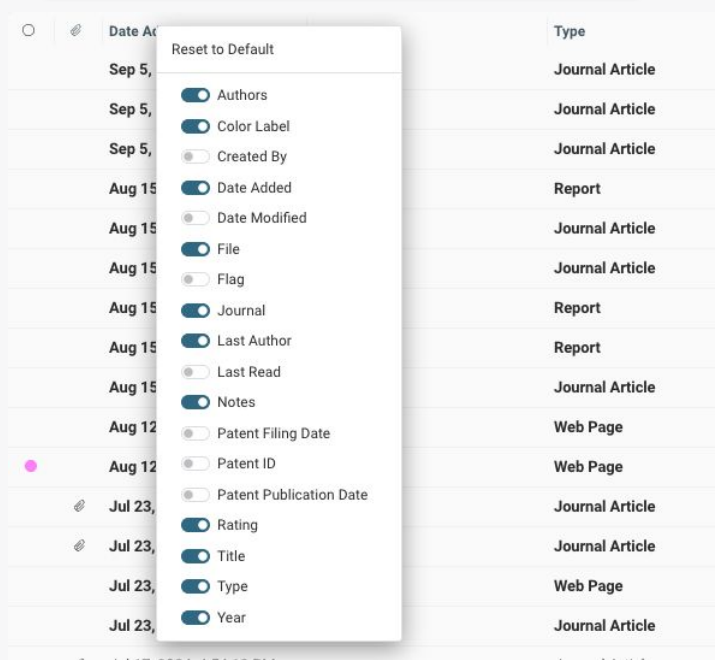 Date Ad Type
Reset to Default
Sep 5, Journal Article
Authors
Sep 5, Journal Article
Color Label
Sep 5, Journal Article
Created By
Aug 15 Report
Date Added
Date Modified
Aug 15 Journal Article
File
Aug 15 Journal Article
Flag
Aug 15 Report
Journal
Last Author
Aug 15 Report
Last Read
Aug 15 Journal Article
Notes
Aug 12 Web Page
Patent Filing Date
Patent ID
Aug 12 Web Page
Patent Publication Date
Jul 23, Journal Article
Rating
Jul 23, Journal Article
Title
Jul 23, Web Page
Type
Year
Jul 23, Journal Article